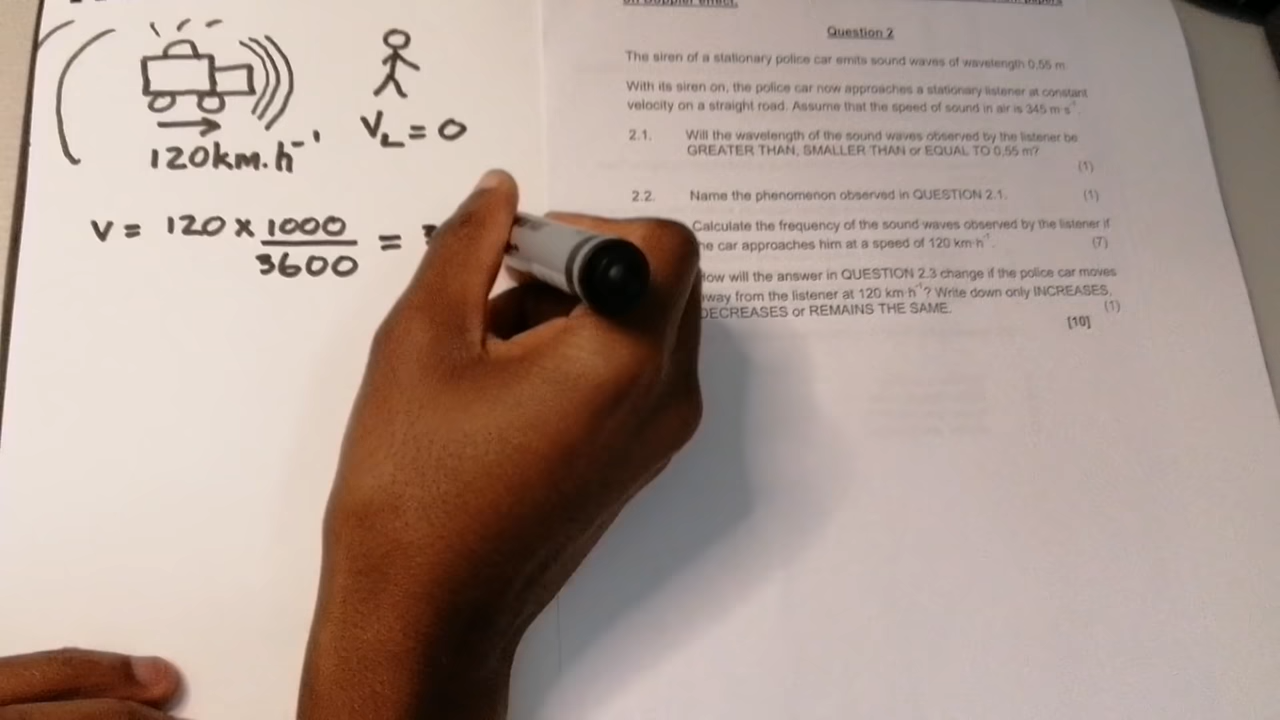 120km.h⁻¹
V_L = 0
V = 120 × 1000/3600 =
on Doppler effect.
Question 2
The siren of a stationary police car emits sound waves of wavelength 0,55 m.
With its siren on, the police car now approaches a stationary listener at constant
velocity on a straight road. Assume that the speed of sound in air is 345 m·s⁻¹.
2.1. Will the wavelength of the sound waves observed by the listener be
GREATER THAN, SMALLER THAN or EQUAL TO 0,55 m?
(1)
2.2. Name the phenomenon observed in QUESTION 2.1. (1)
Calculate the frequency of the sound waves observed by the listener if
car approaches him at a speed of 120 km·h⁻¹. (7)
will the answer in QUESTION 2.3 change if the police car moves
from the listener at 120 km·h⁻¹? Write down only INCREASES,
DECREASES or REMAINS THE SAME. (1)
[10]